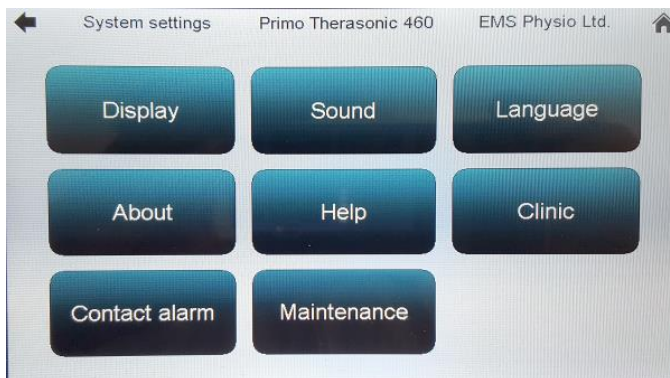 System settings Primo Therasonic 460 EMS Physio Ltd.
Display Sound Language
About Help Clinic
Contact alarm Maintenance